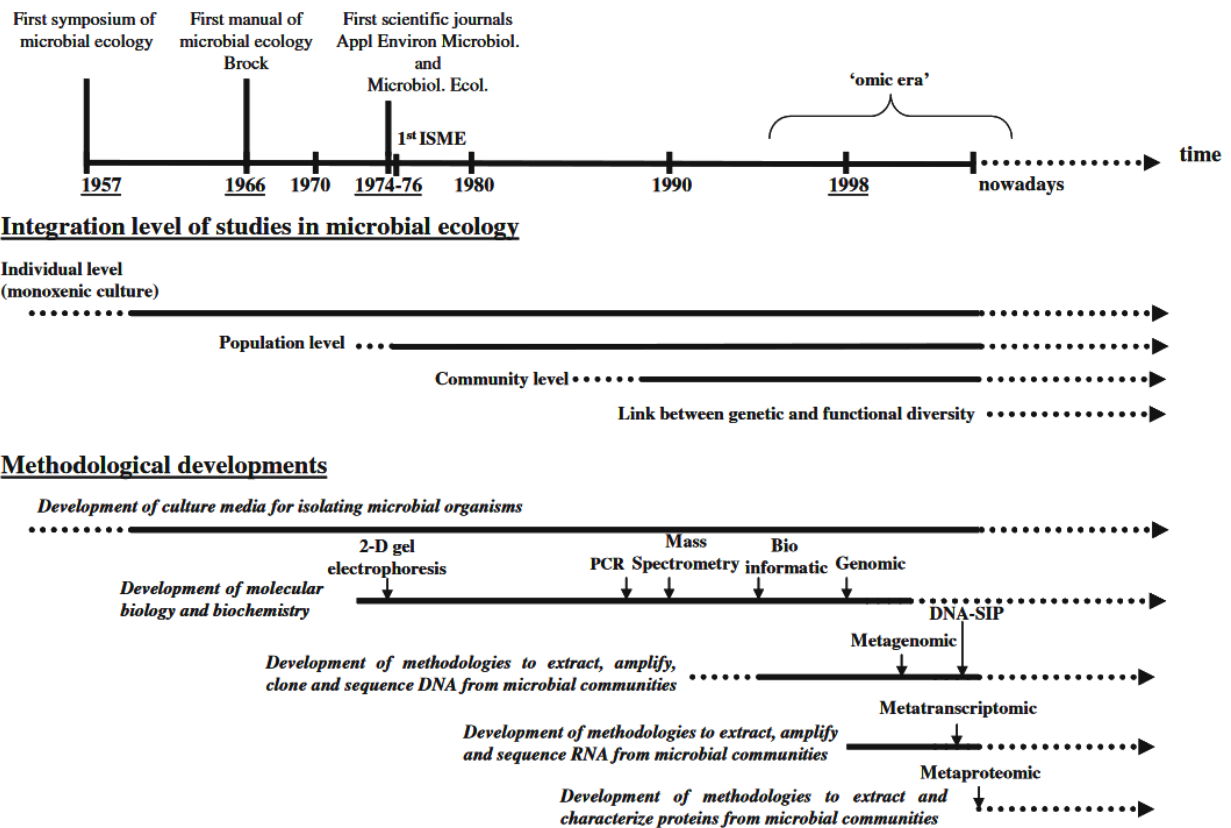 First symposium of
microbial ecology
First manual of
microbial ecology
Brock
First scientific journals
Appl Environ Microbiol.
and
Microbiol. Ecol.
'omic era'
1st ISME
time
1957
1966
1970
1974-76
1980
1990
1998
nowadays
Integration level of studies in microbial ecology
Individual level
(monoxenic culture)
Population level
Community level
Link between genetic and functional diversity
Methodological developments
Development of culture media for isolating microbial organisms
2-D gel
electrophoresis
PCR
Mass
Spectrometry
Bio
informatic
Genomic
Development of molecular
biology and biochemistry
DNA-SIP
Metagenomic
Development of methodologies to extract, amplify,
clone and sequence DNA from microbial communities
Metatranscriptomic
Development of methodologies to extract, amplify
and sequence RNA from microbial communities
Metaproteomic
Development of methodologies to extract and
characterize proteins from microbial communities